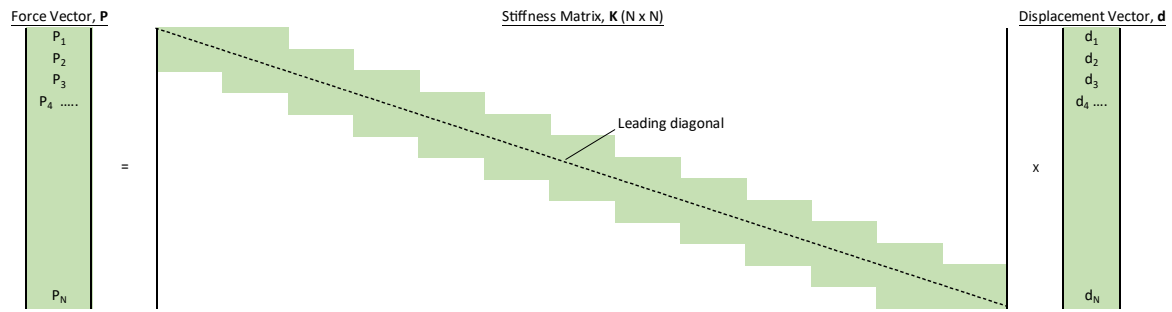 Force Vector, P
Stiffness Matrix, K (N x N)
Displacement Vector, d
P1
P2
P3
P4 .....
PN
=
Leading diagonal
x
d1
d2
d3
d4 ....
dN